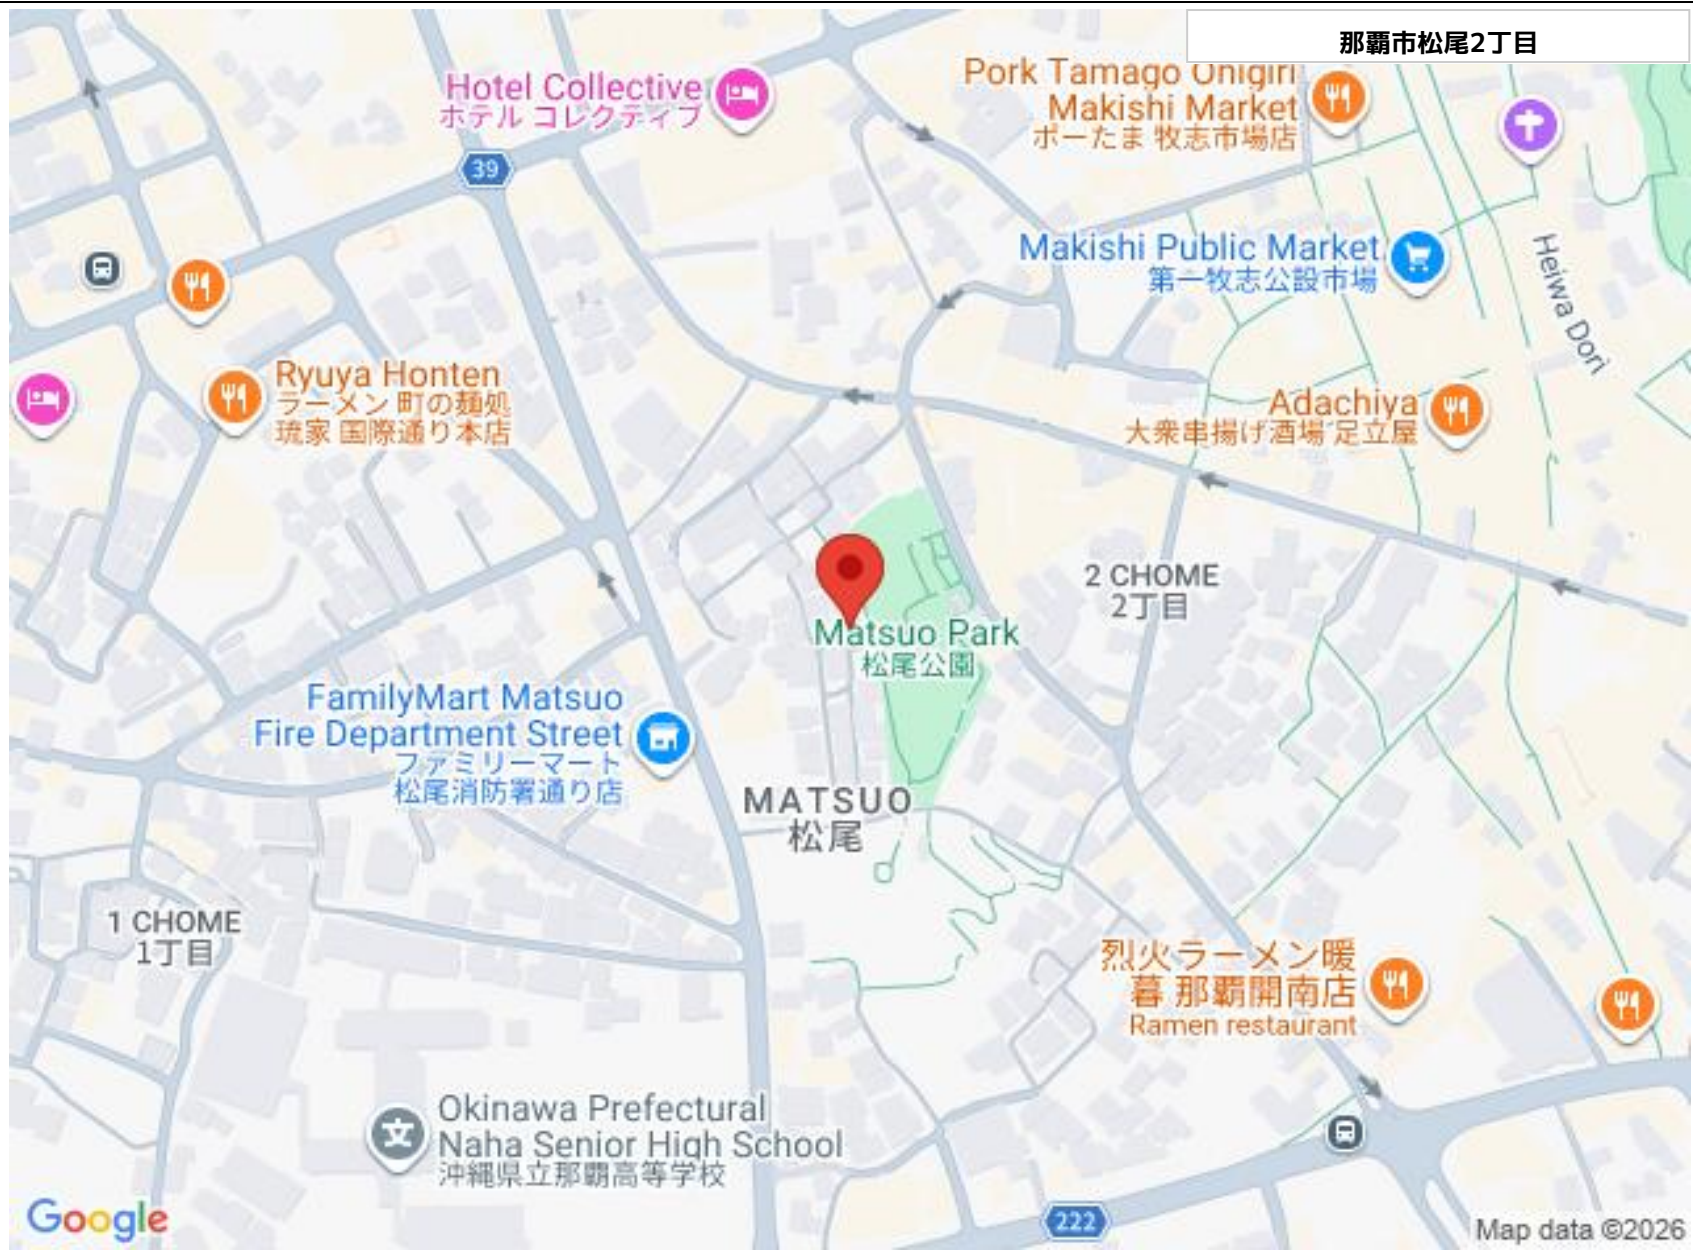 那覇市松尾2丁目
Hotel Collective
ホテル コレクティブ
Pork Tamago Onigiri
Makishi Market
ポーたま 牧志市場店
39
Makishi Public Market
第一牧志公設市場
Heiwa Dori
Ryuya Honten
ラーメン 町の麺処
琉家 国際通り本店
Adachiya
大衆串揚げ酒場 足立屋
2 CHOME
2丁目
Matsuo Park
松尾公園
FamilyMart Matsuo
Fire Department Street
ファミリーマート
松尾消防署通り店
MATSUO
松尾
1 CHOME
1丁目
烈火ラーメン暖
暮 那覇開南店
Ramen restaurant
文
Okinawa Prefectural
Naha Senior High School
沖縄県立那覇高等学校
222
Google
Map data ©2026